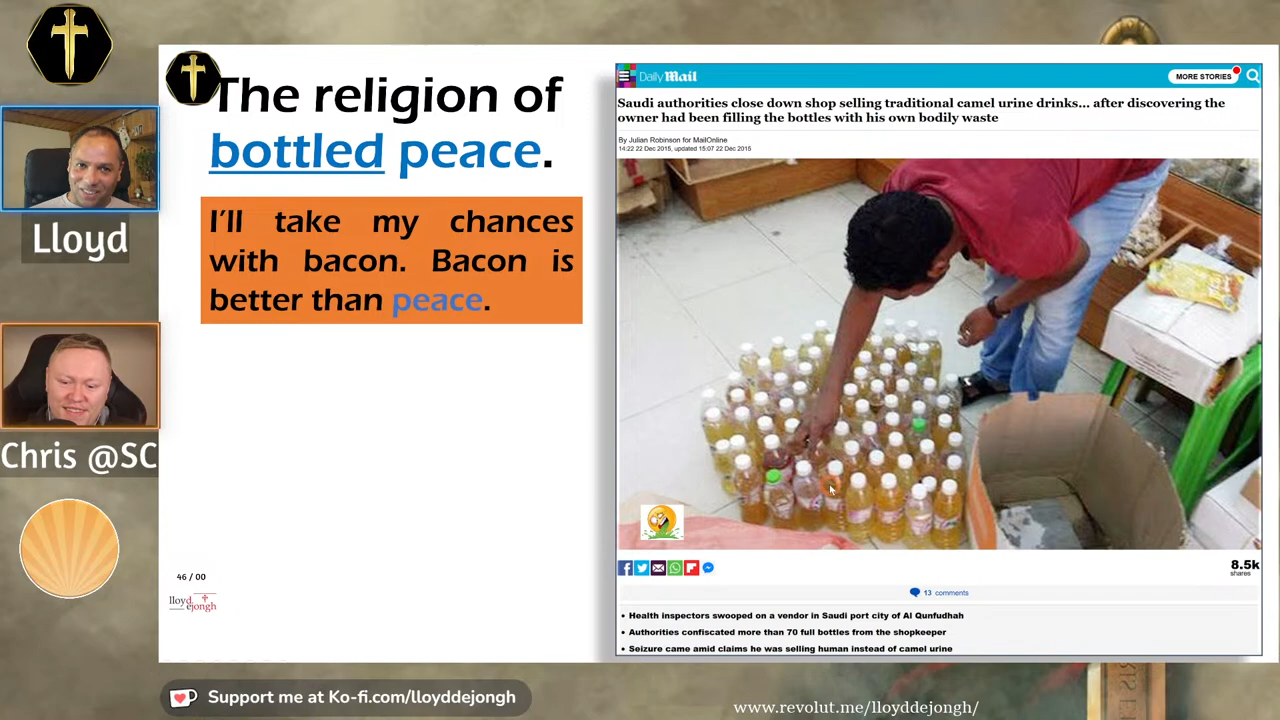 The religion of
bottled peace.
I'll take my chances
with bacon. Bacon is
better than peace.
Lloyd
Chris @SC
46 / 00
lloyd
ejongh
Daily Mail
MORE STORIES
Saudi authorities close down shop selling traditional camel urine drinks... after discovering the
owner had been filling the bottles with his own bodily waste
By Julian Robinson for MailOnline
14:22 22 Dec 2015, updated 15:07 22 Dec 2015
8.5k
shares
13 comments
• Health inspectors swooped on a vendor in Saudi port city of Al Qunfudhah
• Authorities confiscated more than 70 full bottles from the shopkeeper
• Seizure came amid claims he was selling human instead of camel urine
Support me at Ko-fi.com/lloyddejongh
www.revolut.me/lloyddejongh/